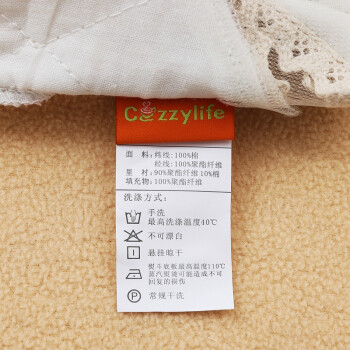 Cozzylife
面 料:纬线:100%棉
经线:100%聚酯纤维
里 衬:90%聚酯纤维 10%棉
填充物:100%聚酯纤维
洗涤方式:
手洗
最高洗涤温度40℃
不可漂白
悬挂晾干
熨斗底板最高温度110℃
蒸汽熨烫可能造成不可
回复的损伤
P 常规干洗